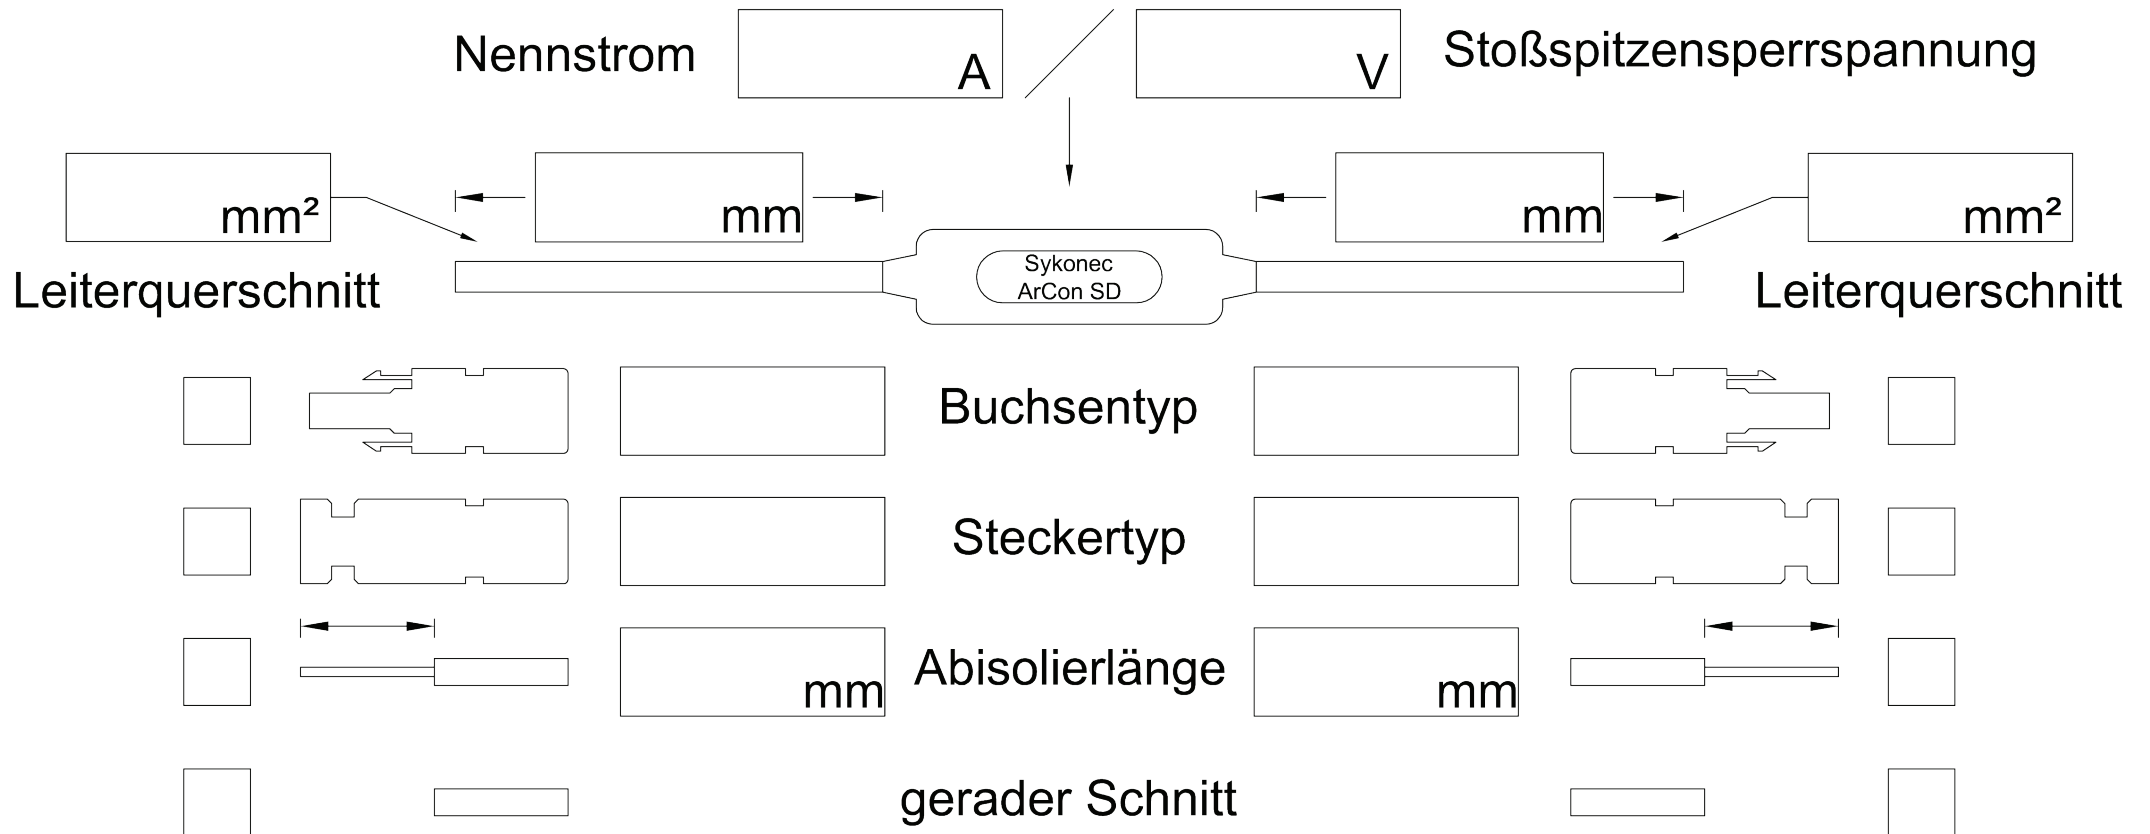 Nennstrom A V Stoßspitzensperrspannung
mm² mm mm mm²
Leiterquerschnitt Sykonec Leiterquerschnitt
ArCon SD
Buchsentyp
Steckertyp
mm Abisolierlänge mm
gerader Schnitt